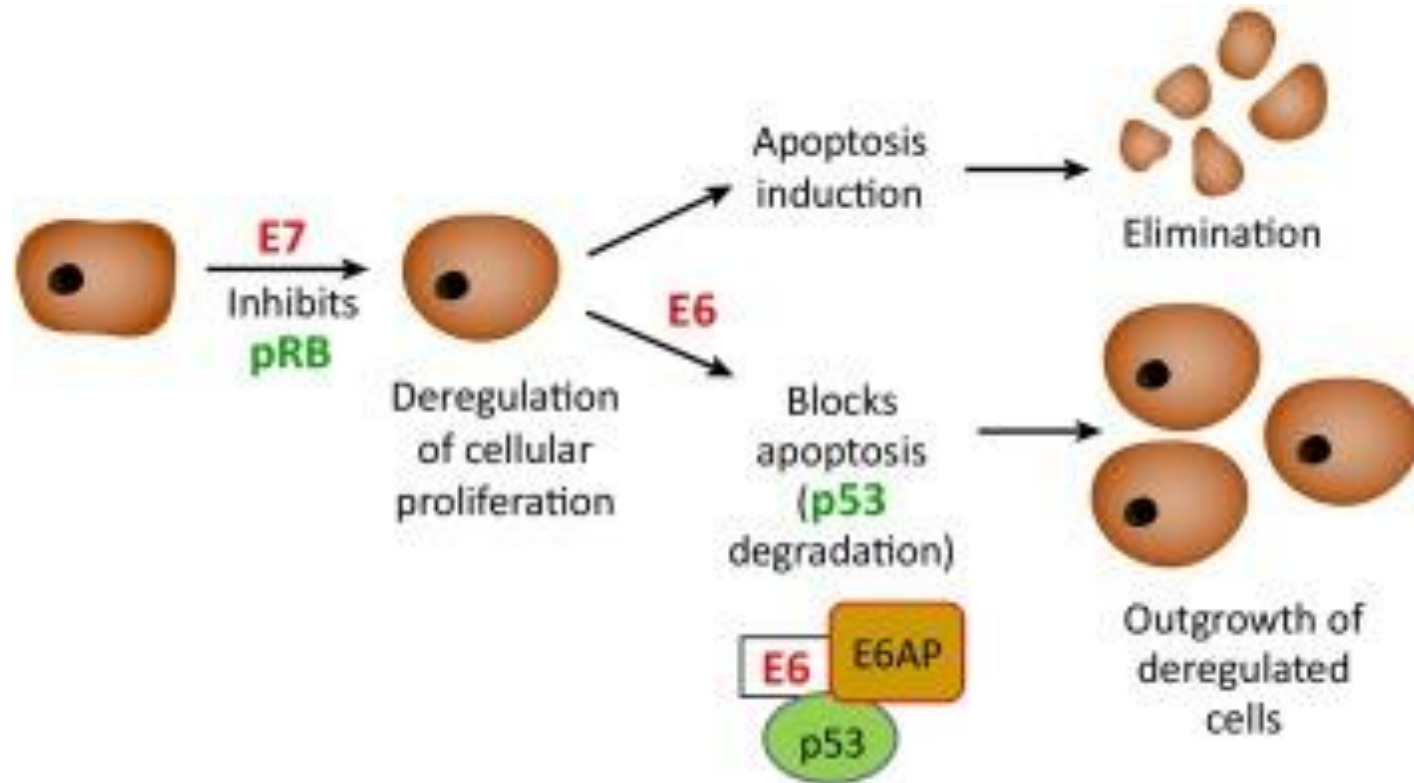 E7
Inhibits
pRB
Deregulation
of cellular
proliferation
Apoptosis
induction
Elimination
E6
Blocks
apoptosis
(p53
degradation)
E6
E6AP
p53
Outgrowth of
deregulated
cells